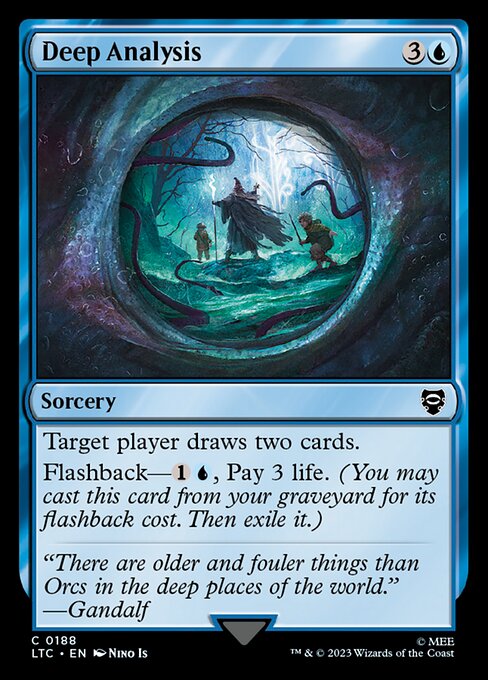 Deep Analysis 3
Sorcery
Target player draws two cards.
Flashback—1, Pay 3 life. (You may
cast this card from your graveyard for its
flashback cost. Then exile it.)
“There are older and fouler things than
Orcs in the deep places of the world.”
—Gandalf
C 0188
LTC • EN Nino Is
© MEE
™ & © 2023 Wizards of the Coast